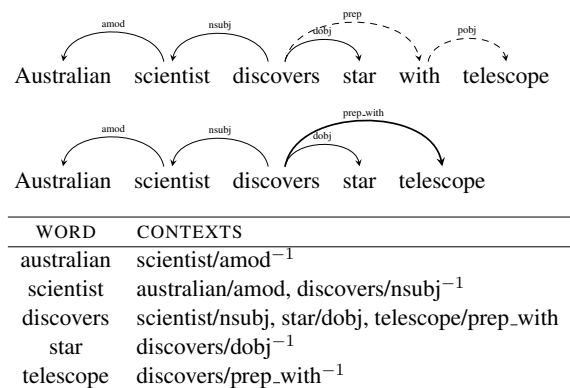 amod nsubj dobj prep pobj
Australian scientist discovers star with telescope
amod nsubj dobj prep_with
Australian scientist discovers star telescope
WORD CONTEXTS
australian scientist/amod⁻¹
scientist australian/amod, discovers/nsubj⁻¹
discovers scientist/nsubj, star/dobj, telescope/prep_with
star discovers/dobj⁻¹
telescope discovers/prep_with⁻¹